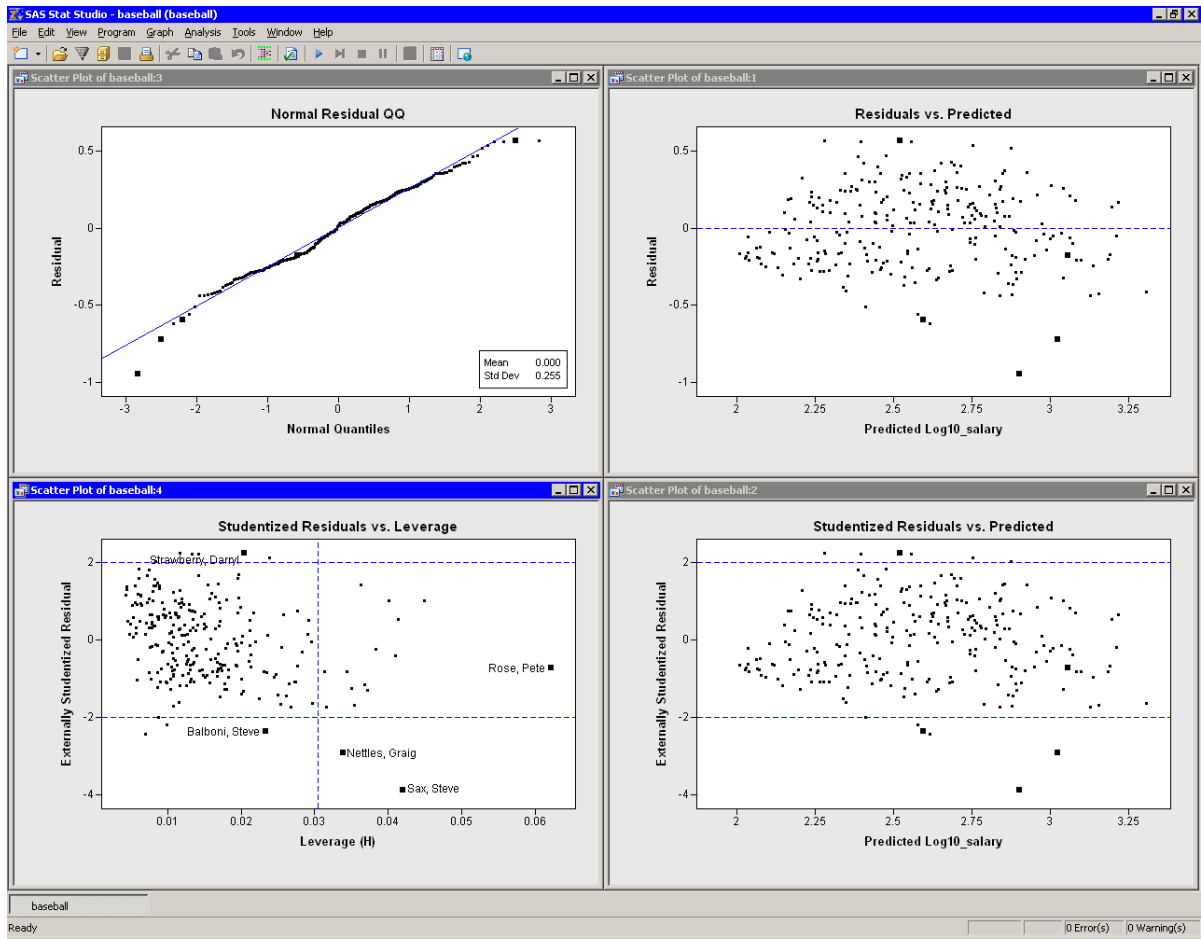 SAS Stat Studio - baseball (baseball)
File Edit View Program Graph Analysis Tools Window Help
Scatter Plot of baseball:3
Normal Residual QQ
0.5
0
-0.5
-1
Residual
Mean 0.000
Std Dev 0.255
-3 -2 -1 0 1 2 3
Normal Quantiles
Scatter Plot of baseball:1
Residuals vs. Predicted
0.5
0
-0.5
-1
Residual
2 2.25 2.5 2.75 3 3.25
Predicted Log10_salary
Scatter Plot of baseball:4
Studentized Residuals vs. Leverage
Strawberry, Darryl
Rose, Pete
Balboni, Steve
Nettles, Graig
Sax, Steve
2
0
-2
-4
Externally Studentized Residual
0.01 0.02 0.03 0.04 0.05 0.06
Leverage (H)
Scatter Plot of baseball:2
Studentized Residuals vs. Predicted
2
0
-2
-4
Externally Studentized Residual
2 2.25 2.5 2.75 3 3.25
Predicted Log10_salary
baseball
Ready
0 Error(s) 0 Warning(s)